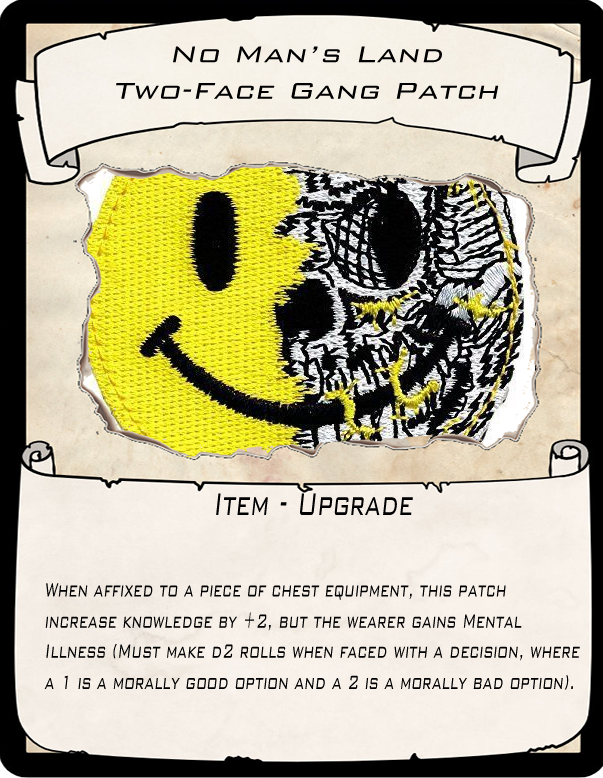 No Man's Land
Two-Face Gang Patch
Item - Upgrade
When affixed to a piece of chest equipment, this patch
increase knowledge by +2, but the wearer gains Mental
Illness (Must make d2 rolls when faced with a decision, where
a 1 is a morally good option and a 2 is a morally bad option).